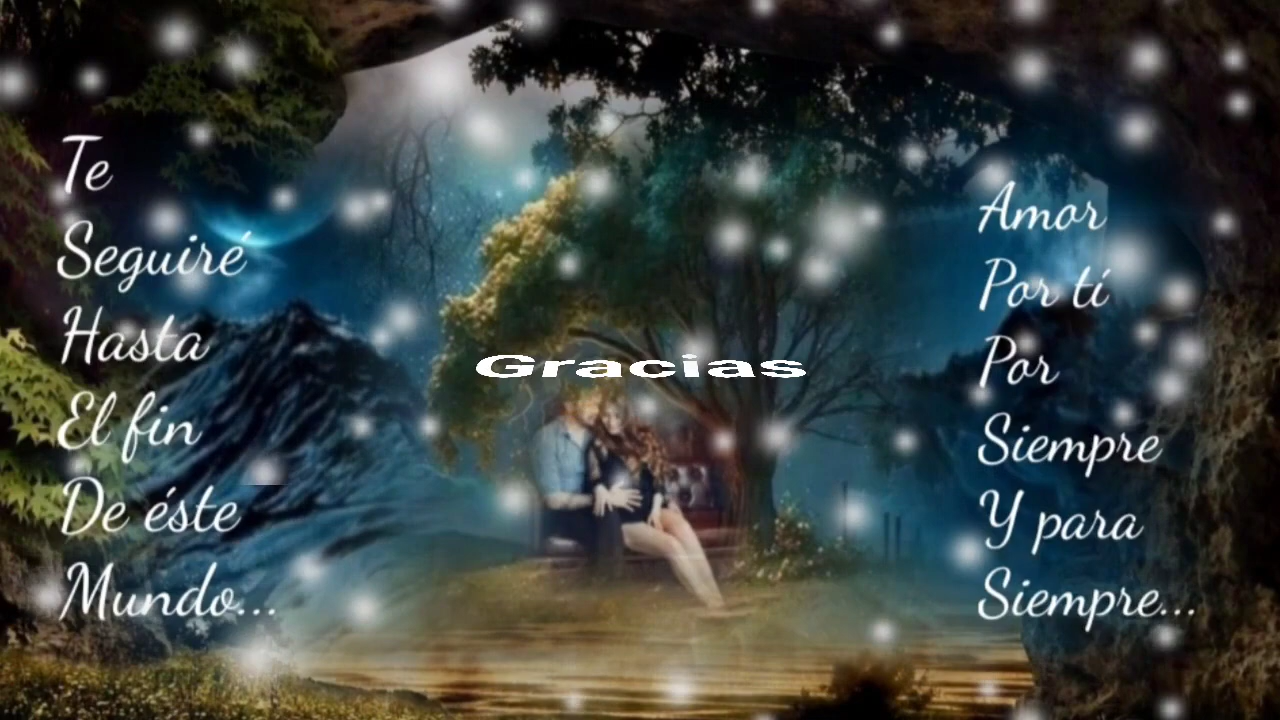 Te
Seguiré
Hasta
El fin
De éste
Mundo...
Gracias
Amor
Por tí
Por
Siempre
Y para
Siempre...